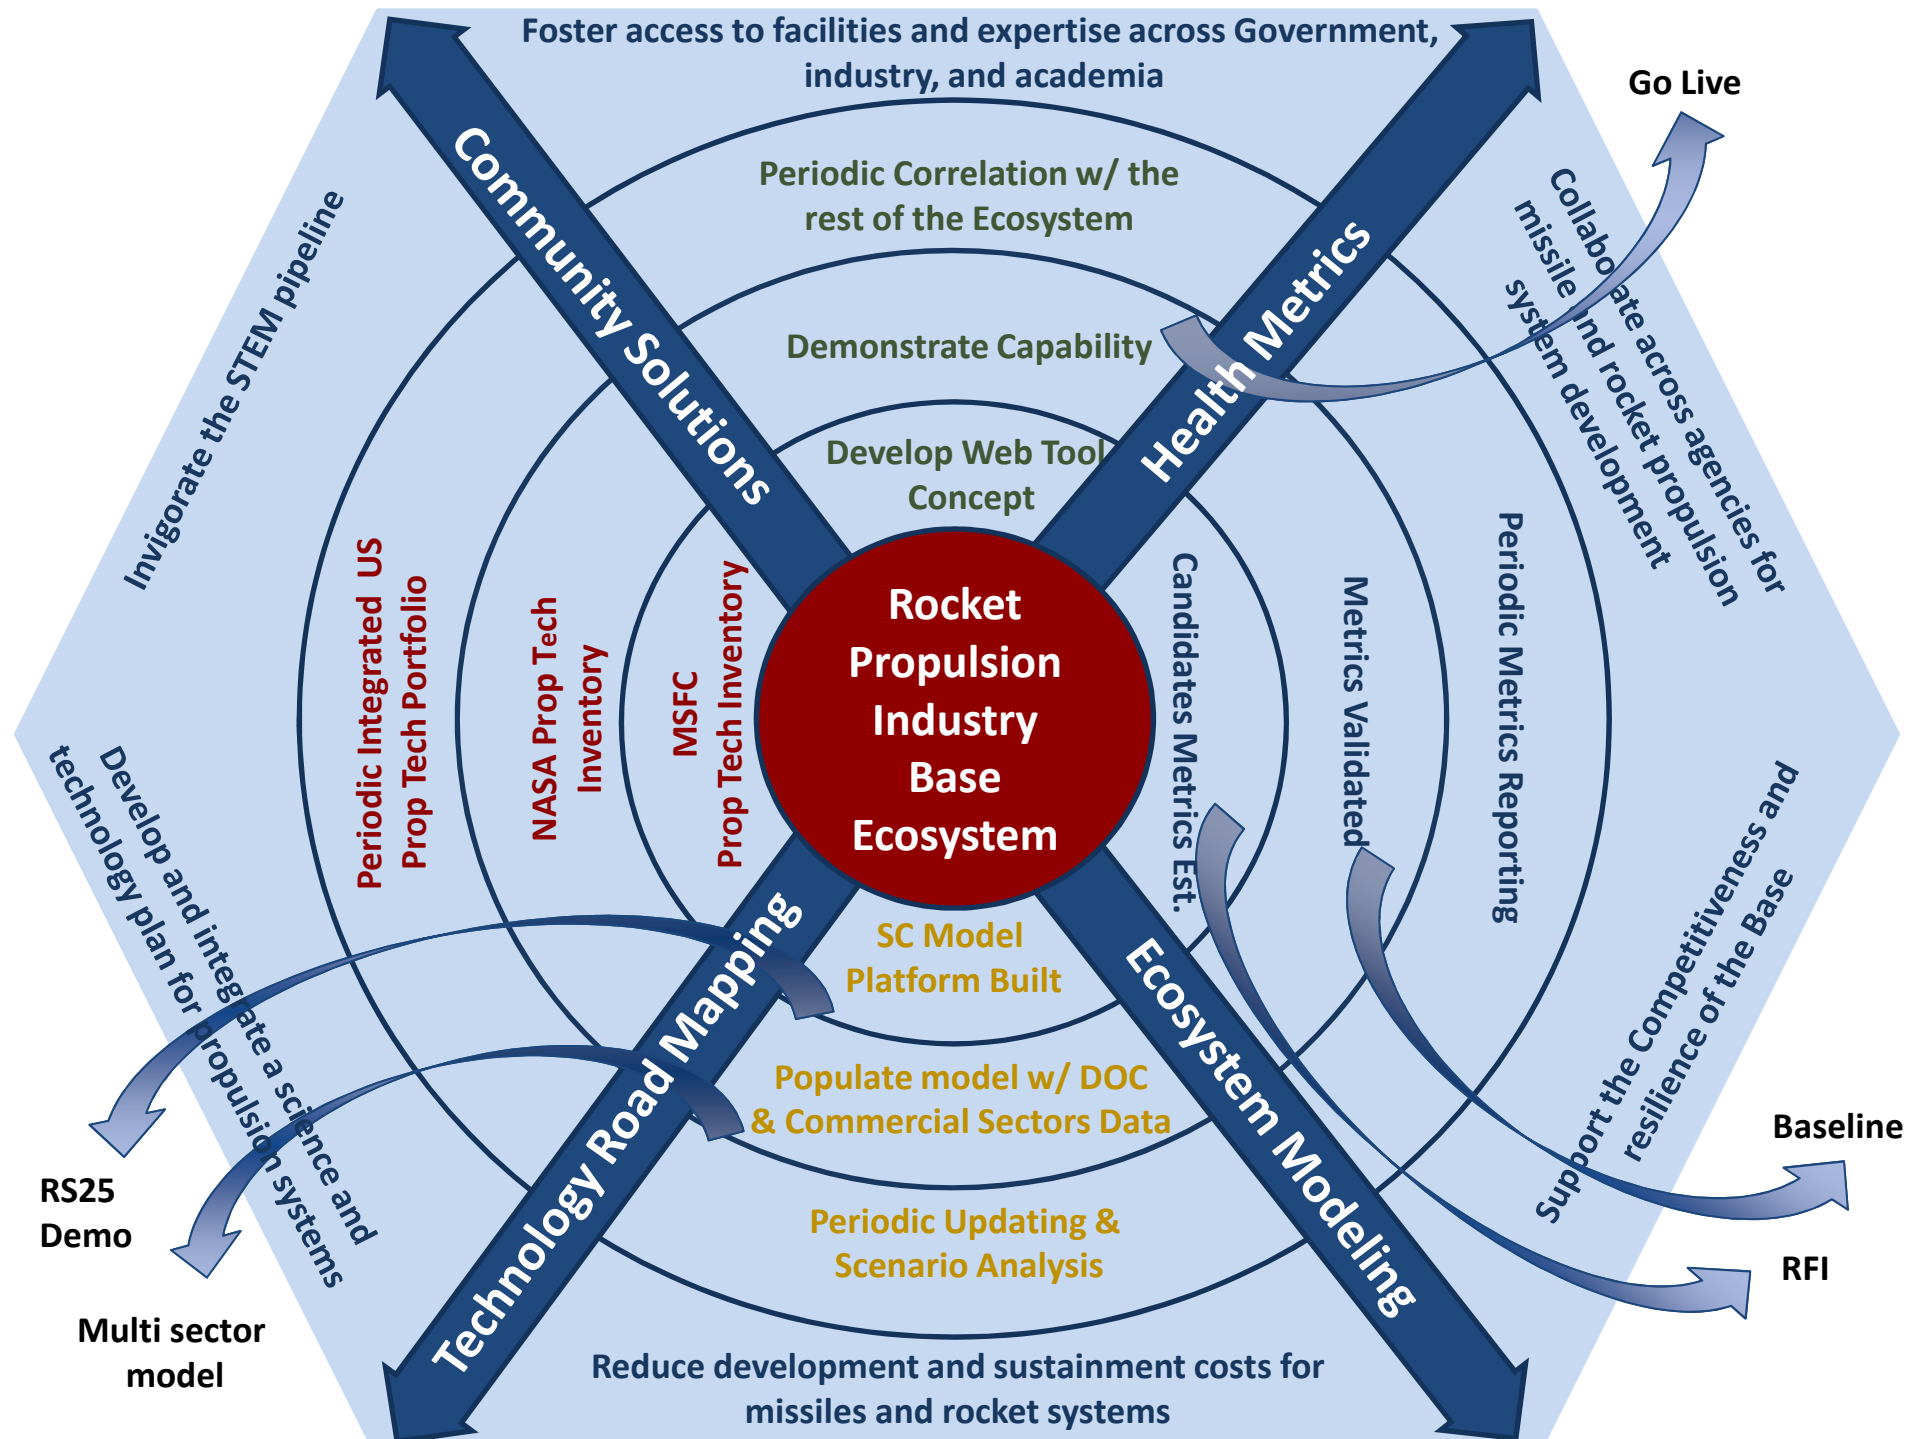 Foster access to facilities and expertise across Government,
industry, and academia
Go Live
Community Solutions
Health Metrics
Periodic Correlation w/ the
rest of the Ecosystem
Demonstrate Capability
Develop Web Tool
Concept
Invigorate the STEM pipeline
Collaborate across agencies for
missile and rocket propulsion
system development
Periodic Integrated US
Prop Tech Portfolio
NASA Prop Tech
Inventory
MSFC
Prop Tech Inventory
Rocket
Propulsion
Industry
Base
Ecosystem
Candidates Metrics Est.
Metrics Validated
Periodic Metrics Reporting
Develop and integrate a science and
technology plan for propulsion systems
Support the Competitiveness and
resilience of the Base
SC Model
Platform Built
Populate model w/ DOC
& Commercial Sectors Data
Periodic Updating &
Scenario Analysis
Technology Road Mapping
Ecosystem Modeling
Baseline
RFI
RS25
Demo
Multi sector
model
Reduce development and sustainment costs for
missiles and rocket systems